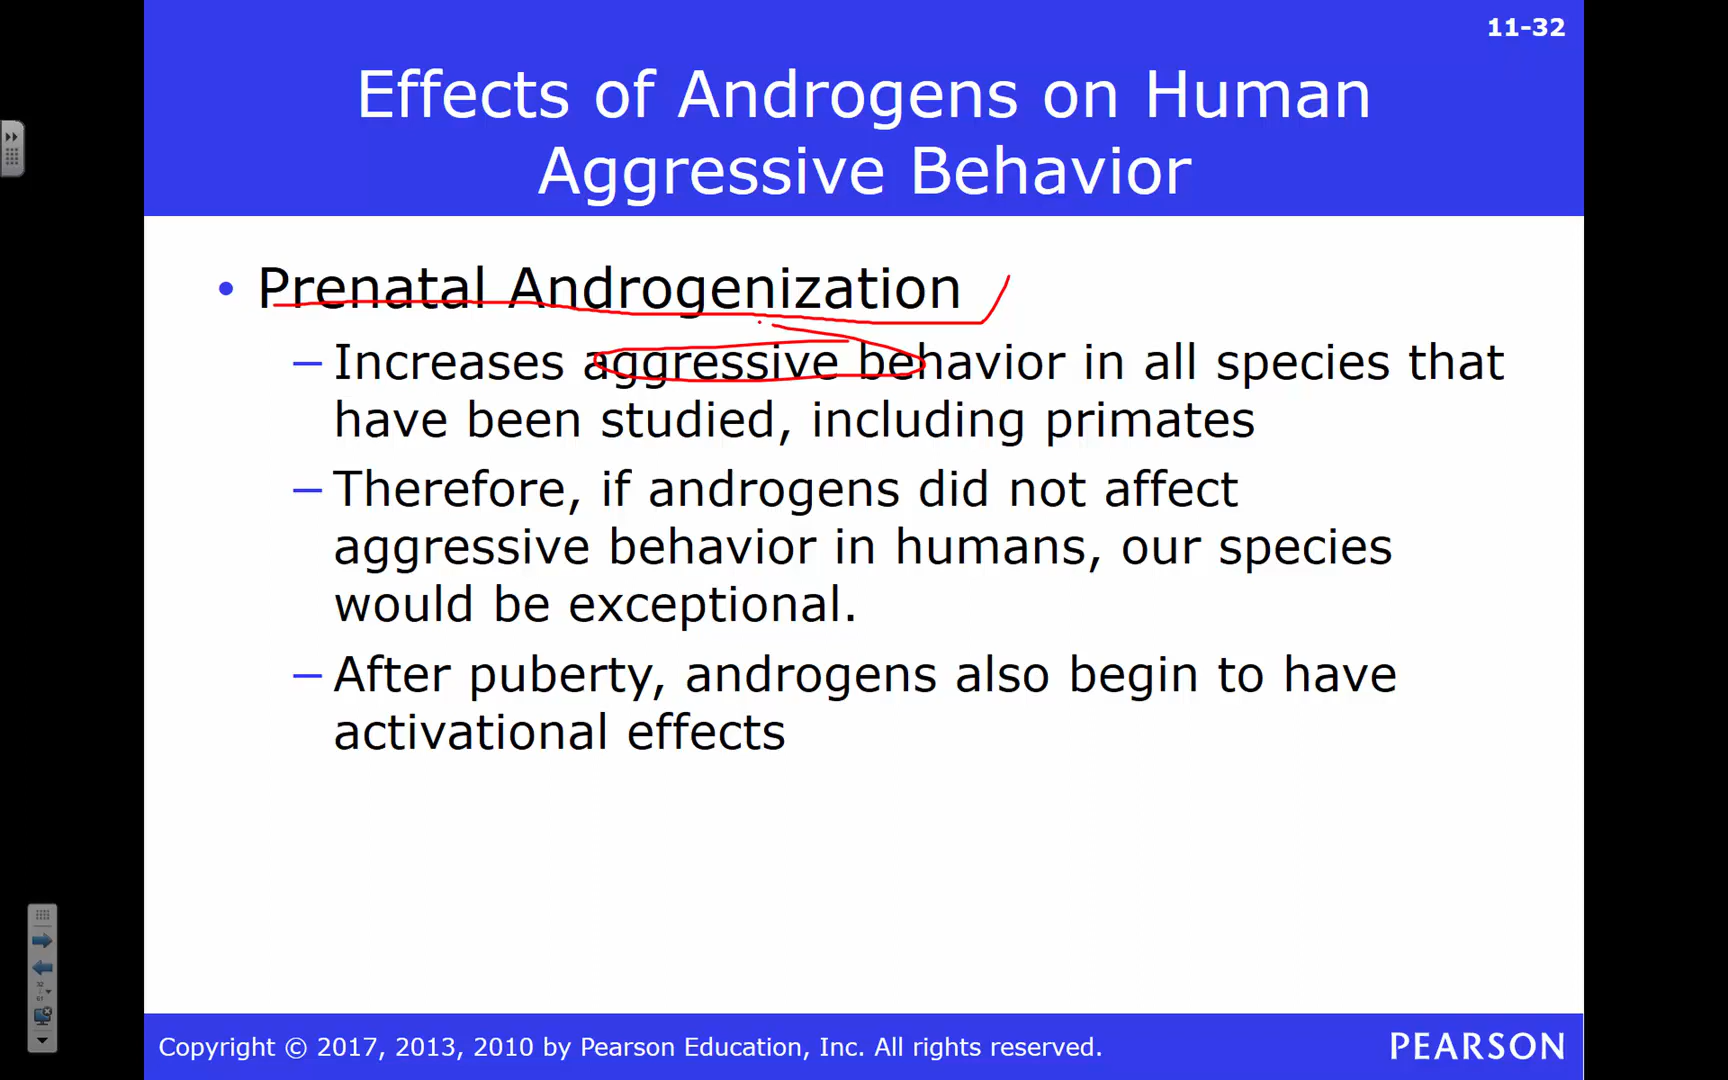 11-32
Effects of Androgens on Human
Aggressive Behavior
• Prenatal Androgenization
– Increases aggressive behavior in all species that
have been studied, including primates
– Therefore, if androgens did not affect
aggressive behavior in humans, our species
would be exceptional.
– After puberty, androgens also begin to have
activational effects
Copyright © 2017, 2013, 2010 by Pearson Education, Inc. All rights reserved.
PEARSON